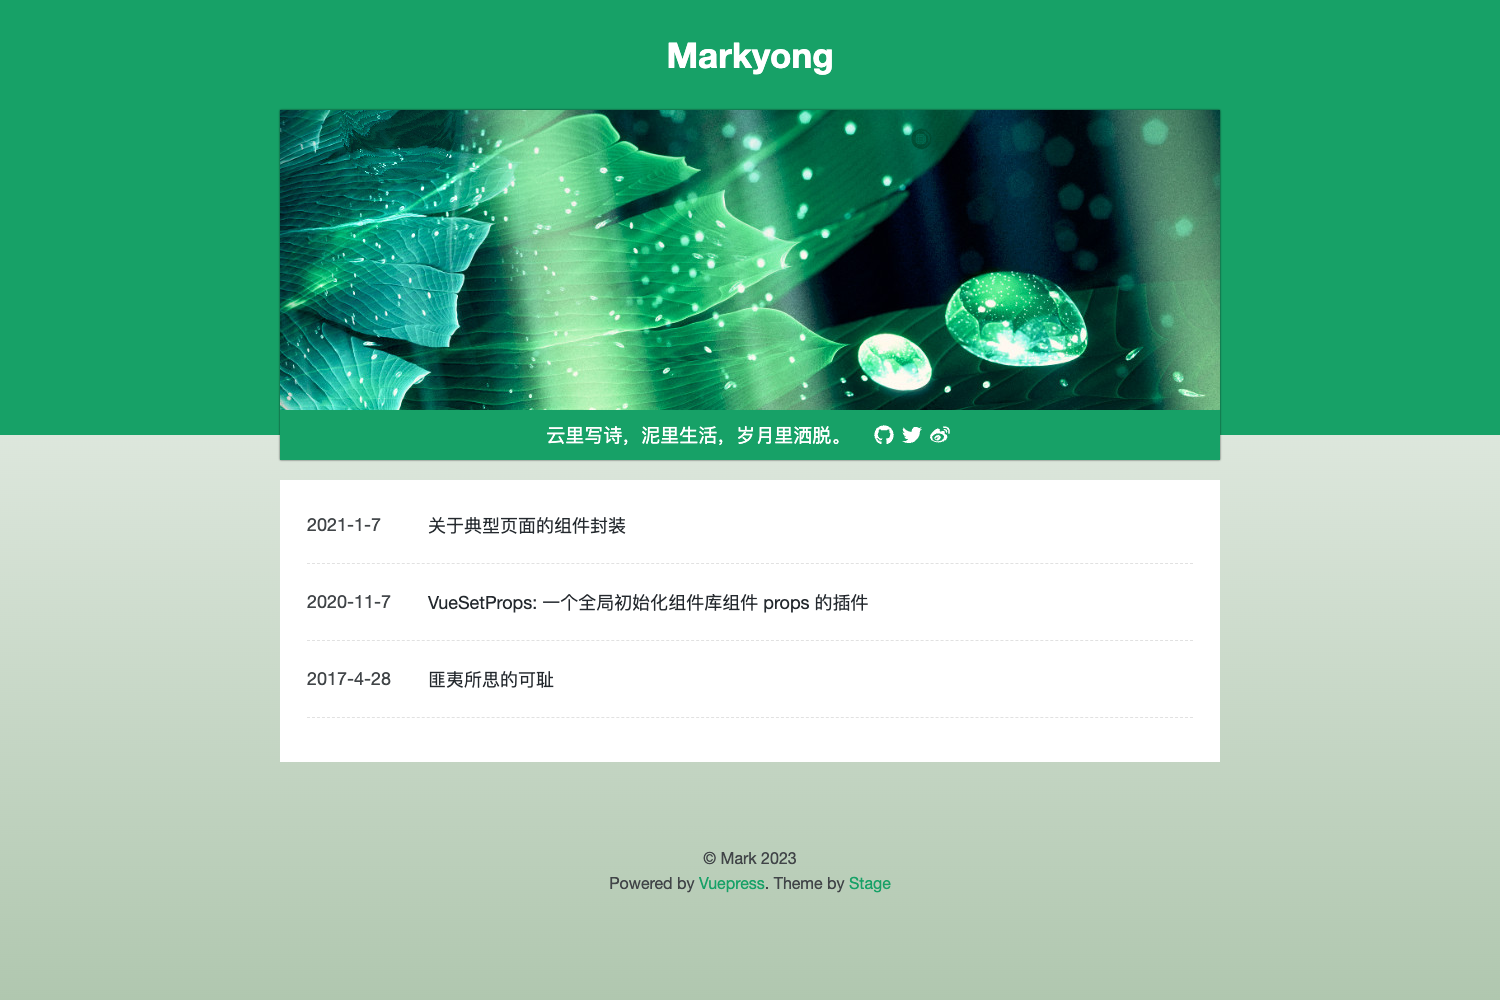 Markyong
云里写诗，泥里生活，岁月里洒脱。
2021-1-7 关于典型页面的组件封装
2020-11-7 VueSetProps: 一个全局初始化组件库组件 props 的插件
2017-4-28 匪夷所思的可耻
© Mark 2023
Powered by Vuepress. Theme by Stage